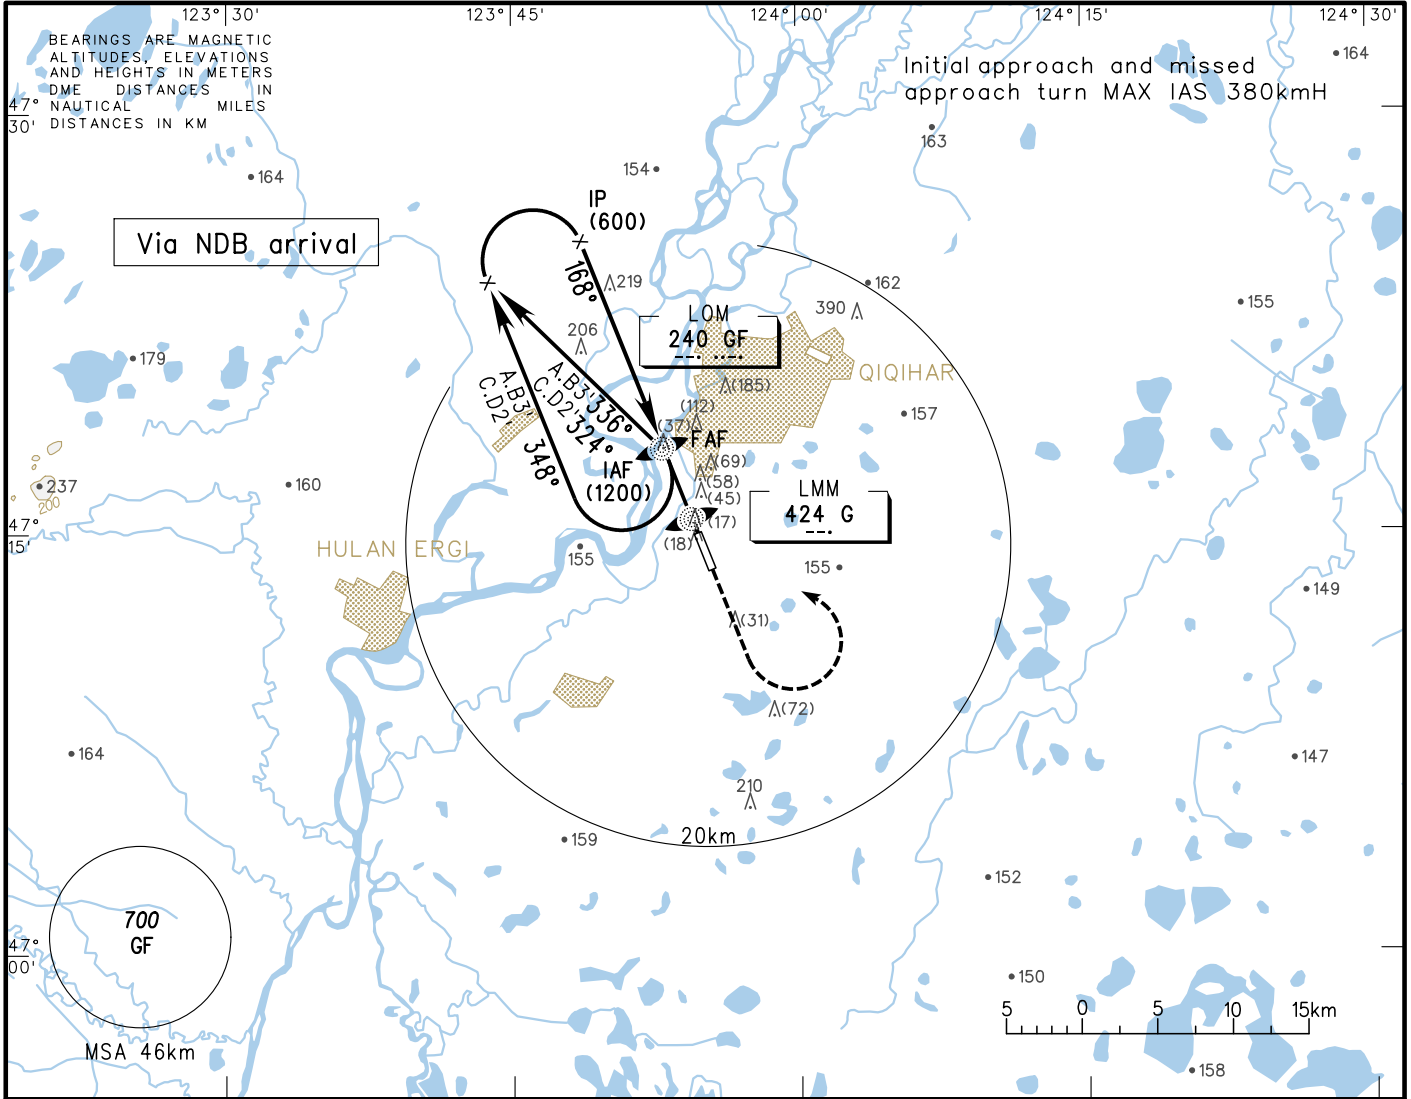 123° 30'
123° 45'
124° 00'
124° 15'
124° 30'
BEARINGS ARE MAGNETIC
ALTITUDES, ELEVATIONS
AND HEIGHTS IN METERS
DME DISTANCES IN
NAUTICAL MILES
DISTANCES IN KM
47°
30'
Initial approach and missed
approach turn MAX IAS 380kmH
164
163
154
164
IP
(600)
Via NDB arrival
168°
219
162
390
155
LOM
240 GF
206
179
QIQIHAR
(185)
A.B3'336°
C.D2'324°
A.B3'
C.D2'
348°
(112)
157
(37)
FAF
(69)
IAF
(1200)
(58)
(45)
237
200
160
LMM
424 G
(17)
47°
15'
(18)
HULAN ERGI
155
155
149
(31)
(72)
164
147
210
20km
159
152
700
GF
47°
00'
150
5 0 5 10 15km
MSA 46km
158